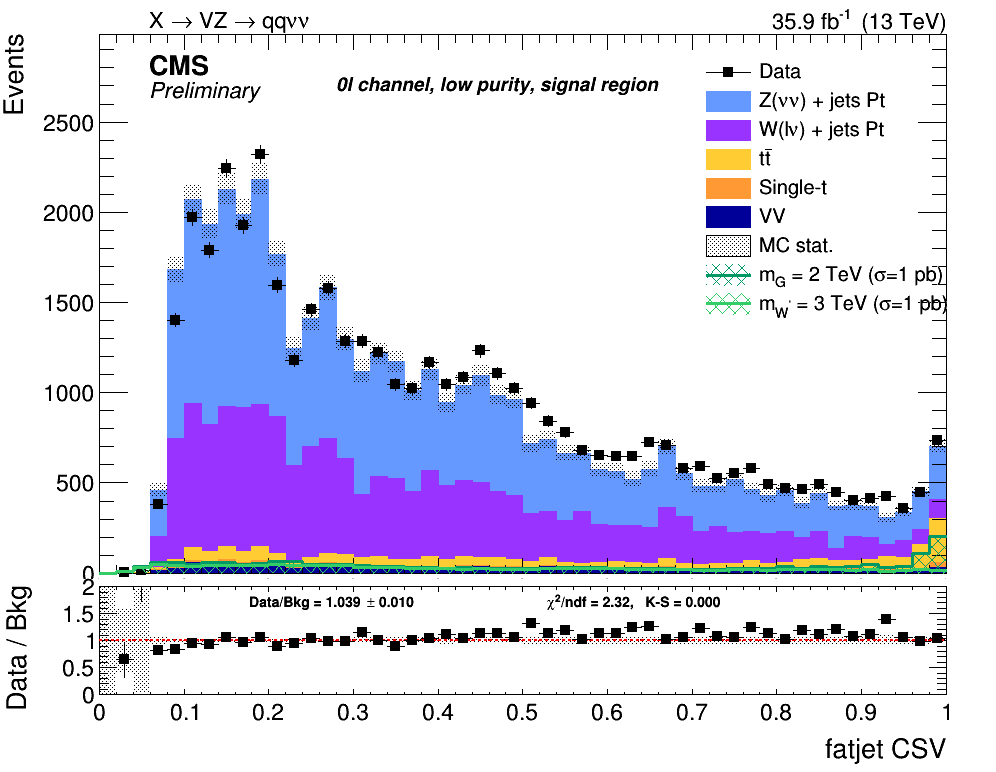 X → VZ → qqνν
35.9 fb⁻¹ (13 TeV)
Events
CMS
Preliminary
0l channel, low purity, signal region
Data
Z(νν) + jets Pt
W(lν) + jets Pt
tt̄
Single-t
VV
MC stat.
m_G = 2 TeV (σ=1 pb)
m_W' = 3 TeV (σ=1 pb)
2500
2000
1500
1000
500
0
Data / Bkg
2
1.5
1
0.5
0
Data/Bkg = 1.039 ± 0.010
χ²/ndf = 2.32, K-S = 0.000
0 0.1 0.2 0.3 0.4 0.5 0.6 0.7 0.8 0.9 1
fatjet CSV